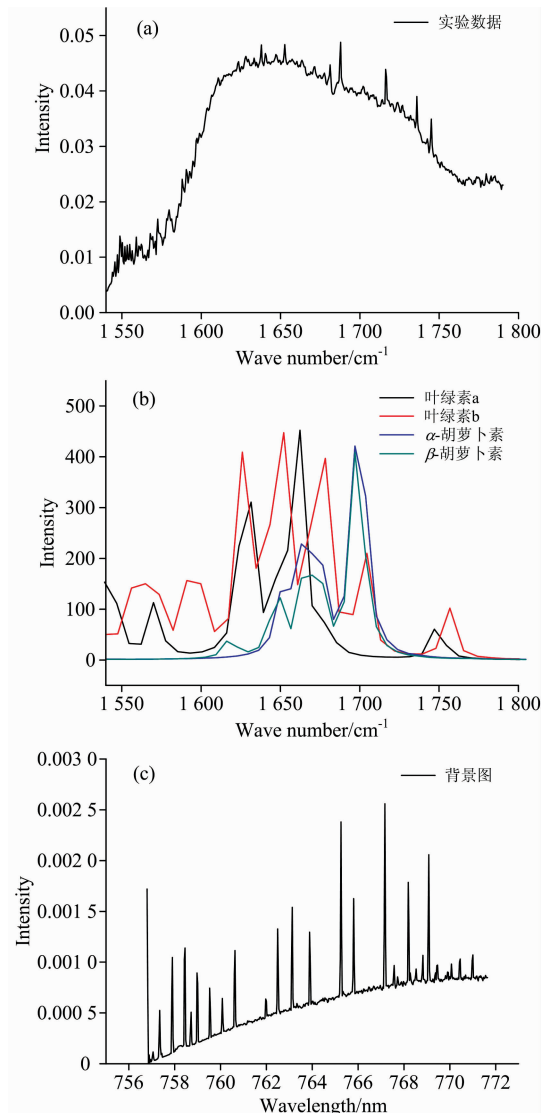 (a)
实验数据
0.05
0.04
0.03
0.02
0.01
0.00
Intensity
1 550 1 600 1 650 1 700 1 750 1 800
Wave number/cm⁻¹
(b)
叶绿素a
叶绿素b
α-胡萝卜素
β-胡萝卜素
500
400
300
200
100
0
Intensity
1 550 1 600 1 650 1 700 1 750 1 800
Wave number/cm⁻¹
(c)
背景图
0.003 0
0.002 5
0.002 0
0.001 5
0.001 0
0.000 5
0
Intensity
756 758 760 762 764 766 768 770 772
Wavelength/nm